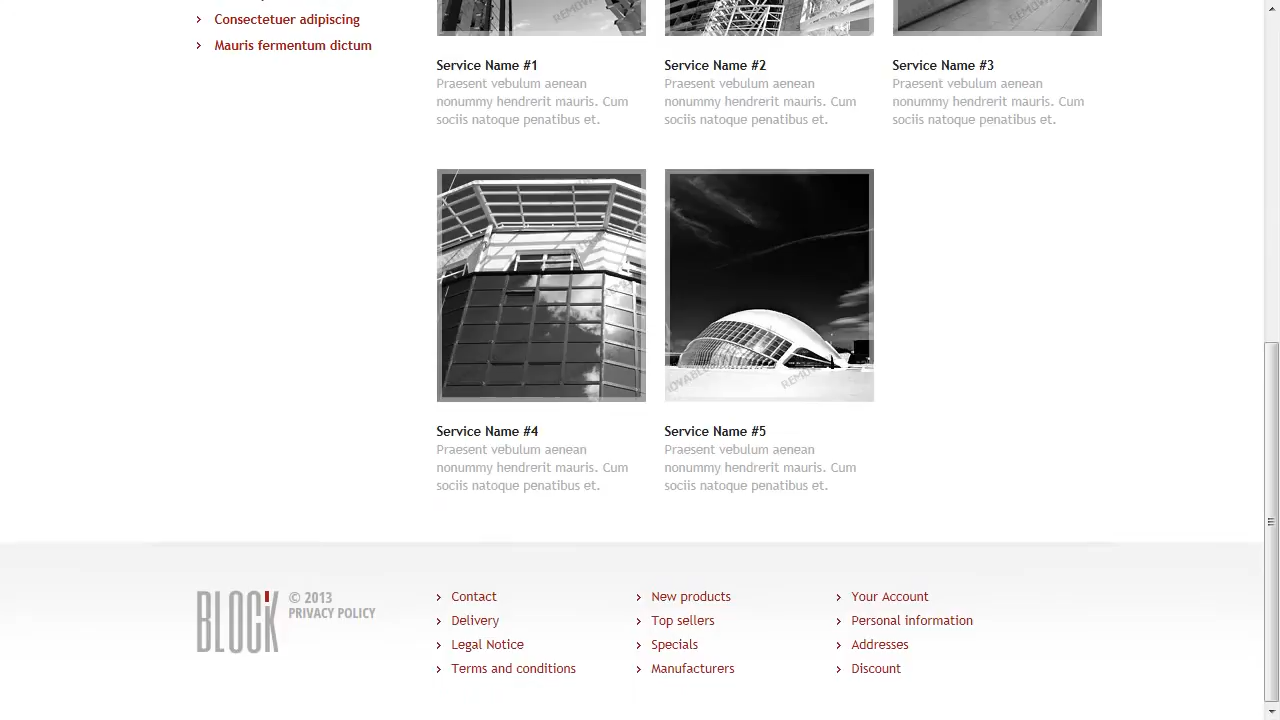 Consectetuer adipiscing
Mauris fermentum dictum
Service Name #1
Praesent vebulum aenean
nonummy hendrerit mauris. Cum
sociis natoque penatibus et.
Service Name #2
Praesent vebulum aenean
nonummy hendrerit mauris. Cum
sociis natoque penatibus et.
Service Name #3
Praesent vebulum aenean
nonummy hendrerit mauris. Cum
sociis natoque penatibus et.
Service Name #4
Praesent vebulum aenean
nonummy hendrerit mauris. Cum
sociis natoque penatibus et.
Service Name #5
Praesent vebulum aenean
nonummy hendrerit mauris. Cum
sociis natoque penatibus et.
BLOCK
© 2013
PRIVACY POLICY
Contact
Delivery
Legal Notice
Terms and conditions
New products
Top sellers
Specials
Manufacturers
Your Account
Personal information
Addresses
Discount